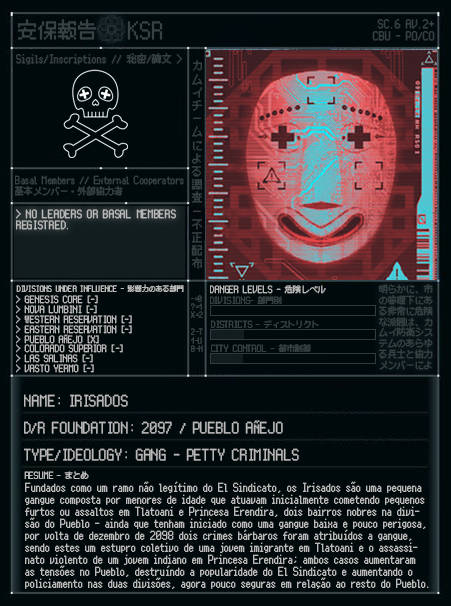 安保報告 KSR
SC.6 AV.2+
CBU - PO/CO
Sigils/Inscriptions //
Basal Members // External Cooperators
基本メンバー・外部協力者
> NO LEADERS OR BASAL MEMBERS
REGISTRED.
DIVISIONS UNDER INFLUENCE - 影響力のある部門
> GENESIS CORE [-]
> NOVA LUMBINI [-]
> WESTERN RESERVATION [-]
> EASTERN RESERVATION [-]
> PUEBLO AÑEJO [X]
> COLORADO SUPERIOR [-]
> LAS SALINAS [-]
> VASTO YERMO [-]
DANGER LEVELS - 危険レベル
DIVISIONS- 部門別
DISTRICTS - ディストリクト
CITY CONTROL - 都市制御
NAME: IRISADOS
D/R FOUNDATION: 2097 / PUEBLO AÑEJO
TYPE/IDEOLOGY: GANG - PETTY CRIMINALS
RESUME - まとめ
Fundados como um ramo não legítimo do El Sindicato, os Irisados são uma pequena
gangue composta por menores de idade que atuavam inicialmente cometendo pequenos
furtos ou assaltos em Tlatoani e Princesa Erendira, dois bairros nobres na divi-
são do Pueblo - ainda que tenham iniciado como uma gangue baixa e pouco perigosa,
por volta de dezembro de 2098 dois crimes bárbaros foram atribuídos a gangue,
sendo estes um estupro coletivo de uma jovem imigrante em Tlatoani e o assassi-
nato violento de um jovem indiano em Princesa Erendira; ambos casos aumentaram
as tensões no Pueblo, destruíndo a popularidade do El Sindicato e aumentando o
policiamento nas duas divisões, agora pouco seguras em relação ao resto do Pueblo.